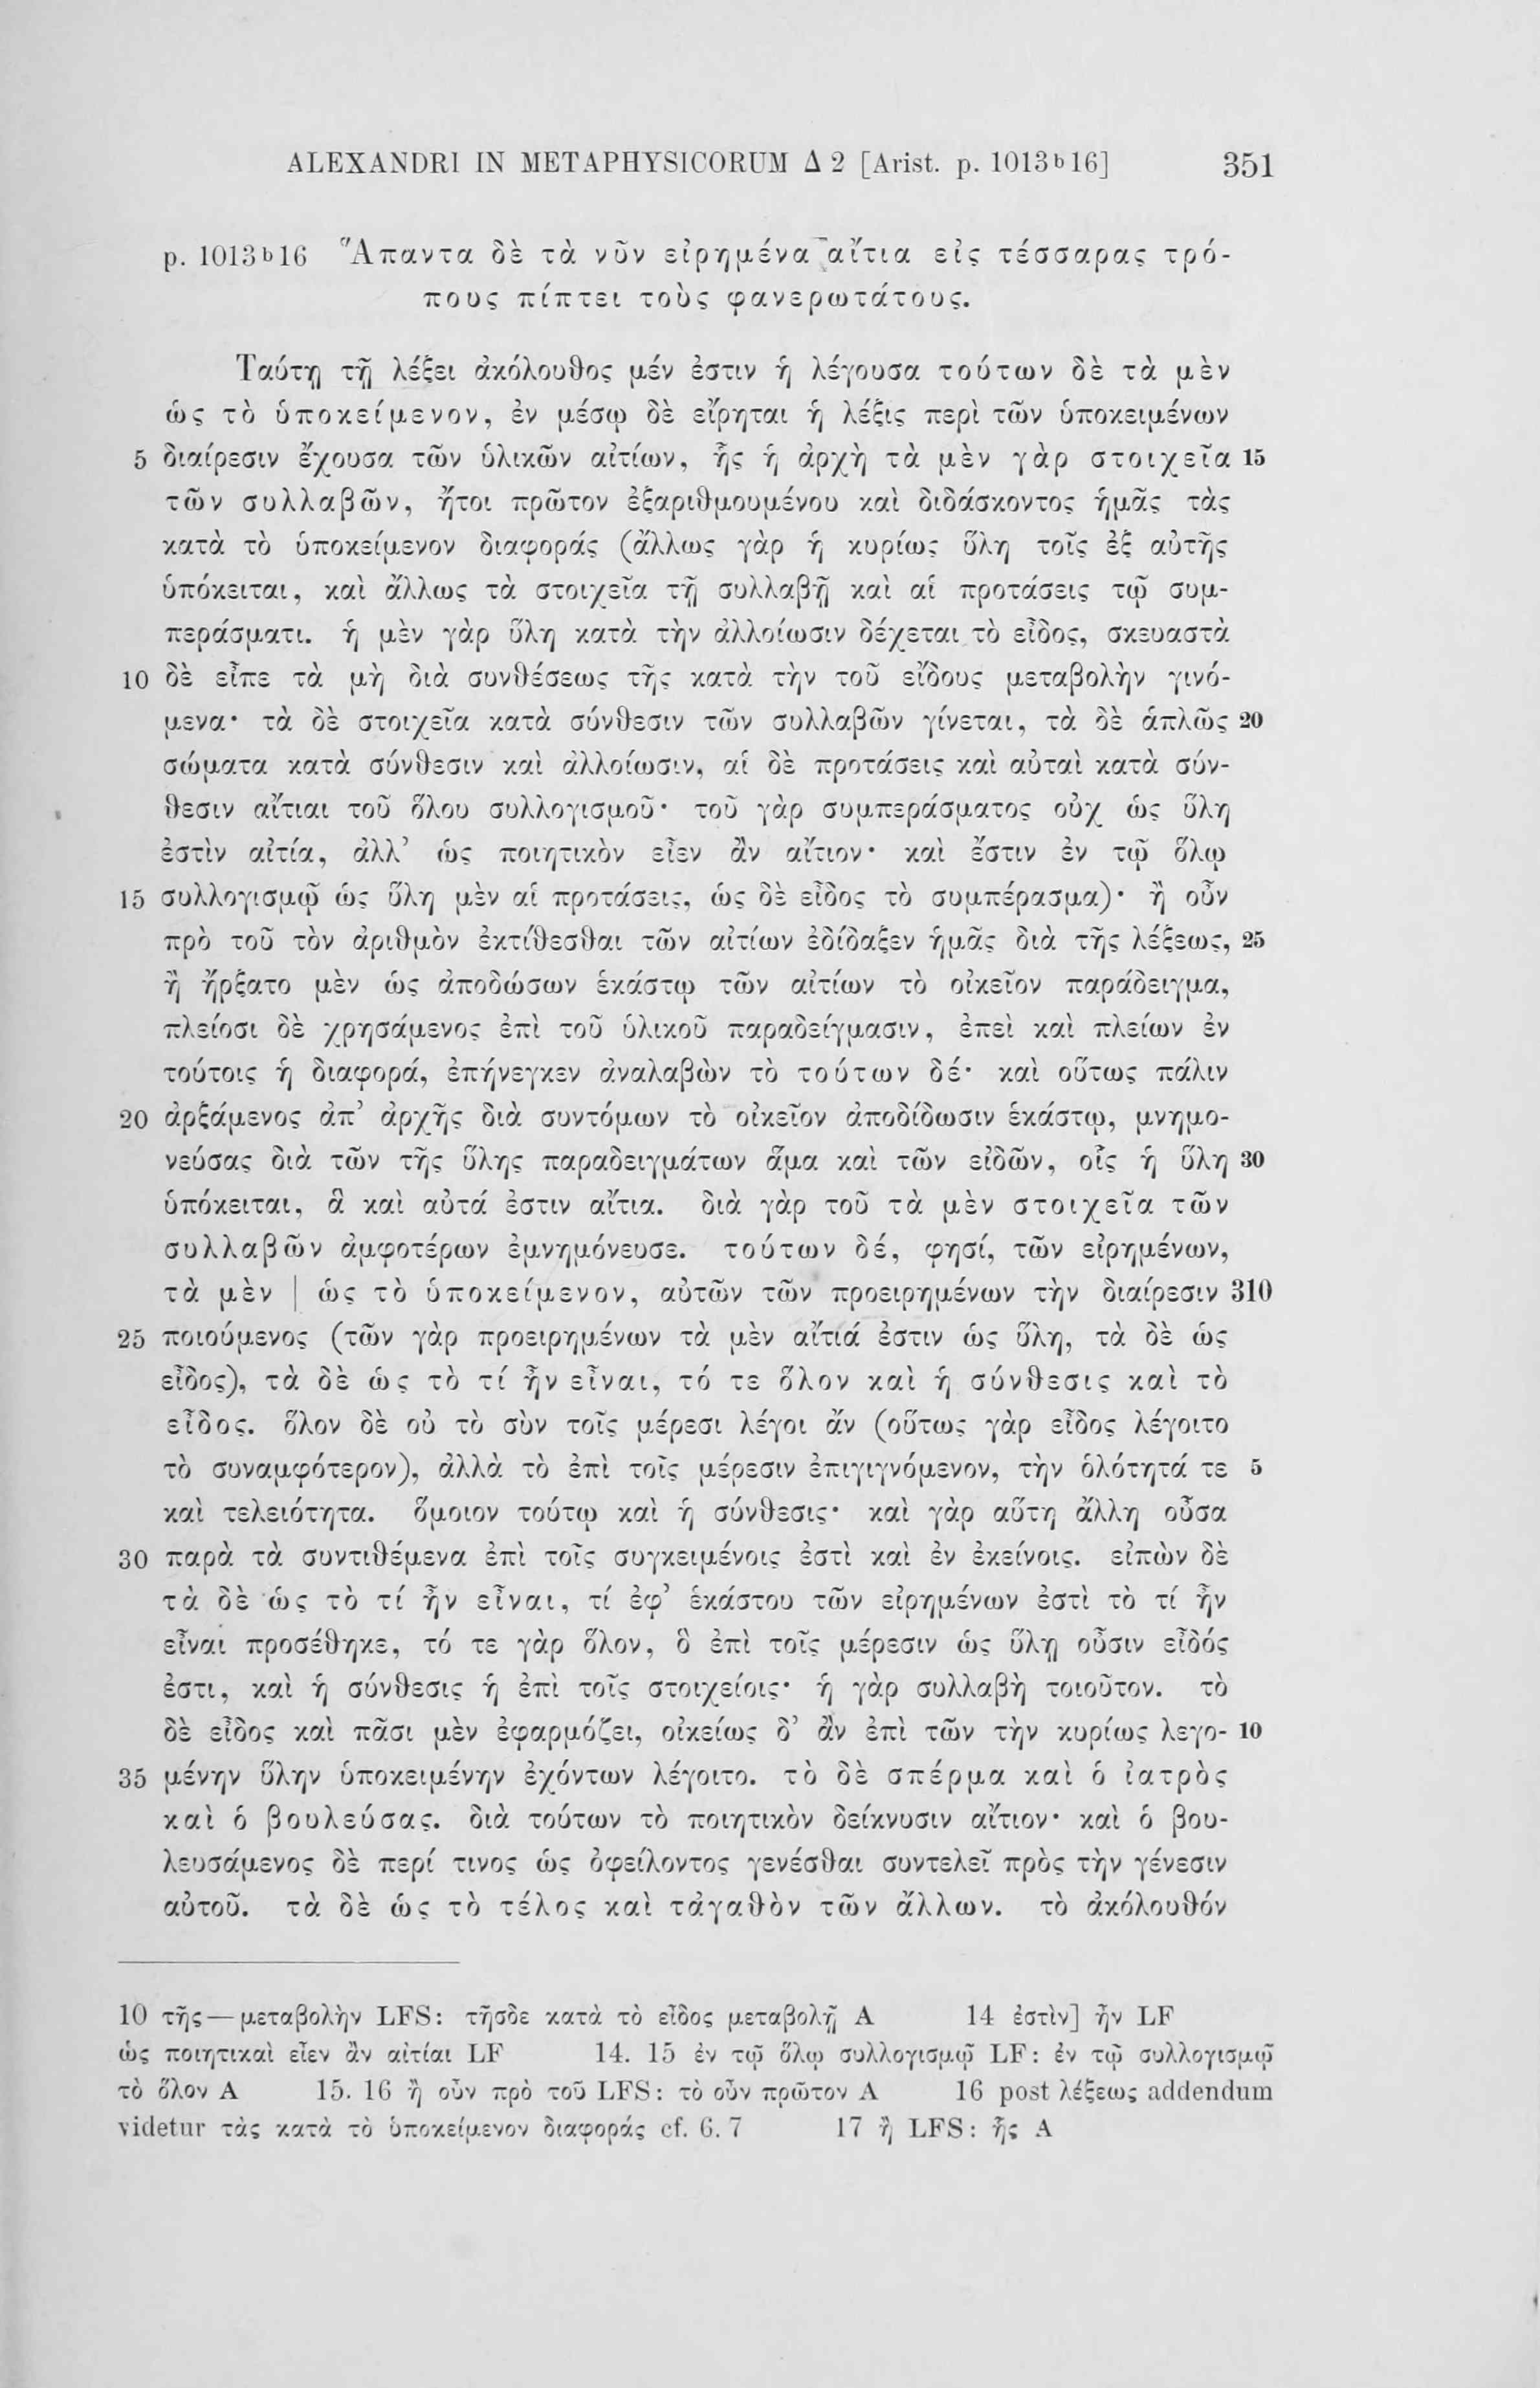 ALEXANDRI IN METAPHYSICORUM Δ 2 [Arist. p. 1013ᵇ16] 351
p. 1013ᵇ16 Ἅπαντα δὲ τὰ νῦν εἰρημένα αἴτια εἰς τέσσαρας τρό-
πους πίπτει τοὺς φανερωτάτους.
Ταύτῃ τῇ λέξει ἀκόλουθος μέν ἐστιν ἡ λέγουσα τούτων δὲ τὰ μὲν
ὡς τὸ ὑποκείμενον, ἐν μέσῳ δὲ εἴρηται ἡ λέξις περὶ τῶν ὑποκειμένων
5 διαίρεσιν ἔχουσα τῶν ὑλικῶν αἰτίων, ἧς ἡ ἀρχὴ τὰ μὲν γὰρ στοιχεῖα 15
τῶν συλλαβῶν, ἤτοι πρῶτον ἐξαριθμουμένου καὶ διδάσκοντος ἡμᾶς τὰς
κατὰ τὸ ὑποκείμενον διαφοράς (ἄλλως γὰρ ἡ κυρίως ὕλη τοῖς ἐξ αὐτῆς
ὑπόκειται, καὶ ἄλλως τὰ στοιχεῖα τῇ συλλαβῇ καὶ αἱ προτάσεις τῷ συμ-
περάσματι. ἡ μὲν γὰρ ὕλη κατὰ τὴν ἀλλοίωσιν δέχεται τὸ εἶδος, σκευαστὰ
10 δὲ εἶπε τὰ μὴ διὰ συνθέσεως τῆς κατὰ τὴν τοῦ εἴδους μεταβολὴν γινό-
μενα· τὰ δὲ στοιχεῖα κατὰ σύνθεσιν τῶν συλλαβῶν γίνεται, τὰ δὲ ἁπλῶς 20
σώματα κατὰ σύνθεσιν καὶ ἀλλοίωσιν, αἱ δὲ προτάσεις καὶ αὐταὶ κατὰ σύν-
θεσιν αἴτιαι τοῦ ὅλου συλλογισμοῦ· τοῦ γὰρ συμπεράσματος οὐχ ὡς ὕλη
ἐστὶν αἰτία, ἀλλ’ ὡς ποιητικὸν εἶεν ἂν αἴτιον· καὶ ἔστιν ἐν τῷ ὅλῳ
15 συλλογισμῷ ὡς ὕλη μὲν αἱ προτάσεις, ὡς δὲ εἶδος τὸ συμπέρασμα)· ἢ οὖν
πρὸ τοῦ τὸν ἀριθμὸν ἐκτίθεσθαι τῶν αἰτίων ἐδίδαξεν ἡμᾶς διὰ τῆς λέξεως, 25
ἢ ἤρξατο μὲν ὡς ἀποδώσων ἑκάστῳ τῶν αἰτίων τὸ οἰκεῖον παράδειγμα,
πλείοσι δὲ χρησάμενος ἐπὶ τοῦ ὑλικοῦ παραδείγμασιν, ἐπεὶ καὶ πλείων ἐν
τούτοις ἡ διαφορά, ἐπήνεγκεν ἀναλαβὼν τὸ τούτων δέ· καὶ οὕτως πάλιν
20 ἀρξάμενος ἀπ’ ἀρχῆς διὰ συντόμων τὸ οἰκεῖον ἀποδίδωσιν ἑκάστῳ, μνημο-
νεύσας διὰ τῶν τῆς ὕλης παραδειγμάτων ἅμα καὶ τῶν εἰδῶν, οἷς ἡ ὕλη 30
ὑπόκειται, ἃ καὶ αὐτά ἐστιν αἴτια. διὰ γὰρ τοῦ τὰ μὲν στοιχεῖα τῶν
συλλαβῶν ἀμφοτέρων ἐμνημόνευσε. τούτων δέ, φησί, τῶν εἰρημένων,
τὰ μὲν | ὡς τὸ ὑποκείμενον, αὐτῶν τῶν προειρημένων τὴν διαίρεσιν 310
25 ποιούμενος (τῶν γὰρ προειρημένων τὰ μὲν αἴτιά ἐστιν ὡς ὕλη, τὰ δὲ ὡς
εἶδος), τὰ δὲ ὡς τὸ τί ἦν εἶναι, τό τε ὅλον καὶ ἡ σύνθεσις καὶ τὸ
εἶδος. ὅλον δὲ οὐ τὸ σὺν τοῖς μέρεσι λέγοι ἄν (οὕτως γὰρ εἶδος λέγοιτο
τὸ συναμφότερον), ἀλλὰ τὸ ἐπὶ τοῖς μέρεσιν ἐπιγιγνόμενον, τὴν ὁλότητά τε 5
καὶ τελειότητα. ὅμοιον τούτῳ καὶ ἡ σύνθεσις· καὶ γὰρ αὕτη ἄλλη οὖσα
30 παρὰ τὰ συντιθέμενα ἐπὶ τοῖς συγκειμένοις ἐστὶ καὶ ἐν ἐκείνοις. εἰπὼν δὲ
τὰ δὲ ὡς τὸ τί ἦν εἶναι, τί ἐφ’ ἑκάστου τῶν εἰρημένων ἐστὶ τὸ τί ἦν
εἶναι προσέθηκε, τό τε γὰρ ὅλον, ὃ ἐπὶ τοῖς μέρεσιν ὡς ὕλῃ οὖσιν εἶδός
ἐστι, καὶ ἡ σύνθεσις ἡ ἐπὶ τοῖς στοιχείοις· ἡ γὰρ συλλαβὴ τοιοῦτον. τὸ
δὲ εἶδος καὶ πᾶσι μὲν ἐφαρμόζει, οἰκείως δ’ ἂν ἐπὶ τῶν τὴν κυρίως λεγο- 10
35 μένην ὕλην ὑποκειμένην ἐχόντων λέγοιτο. τὸ δὲ σπέρμα καὶ ὁ ἰατρὸς
καὶ ὁ βουλεύσας. διὰ τούτων τὸ ποιητικὸν δείκνυσιν αἴτιον· καὶ ὁ βου-
λευσάμενος δὲ περί τινος ὡς ὀφείλοντος γενέσθαι συντελεῖ πρὸς τὴν γένεσιν
αὐτοῦ. τὰ δὲ ὡς τὸ τέλος καὶ τἀγαθὸν τῶν ἄλλων. τὸ ἀκόλουθόν
10 τῆς — μεταβολὴν LFS: τῆσδε κατὰ τὸ εἶδος μεταβολῇ A 14 ἐστὶν] ἦν LF
ὡς ποιητικαὶ εἶεν ἂν αἰτίαι LF 14. 15 ἐν τῷ ὅλῳ συλλογισμῷ LF: ἐν τῷ συλλογισμῷ
τὸ ὅλον A 15. 16 ἢ οὖν πρὸ τοῦ LFS: τὸ οὖν πρῶτον A 16 post λέξεως addendum
videtur τὰς κατὰ τὸ ὑποκείμενον διαφοράς cf. 6. 7 17 ἢ LFS: ἧς A